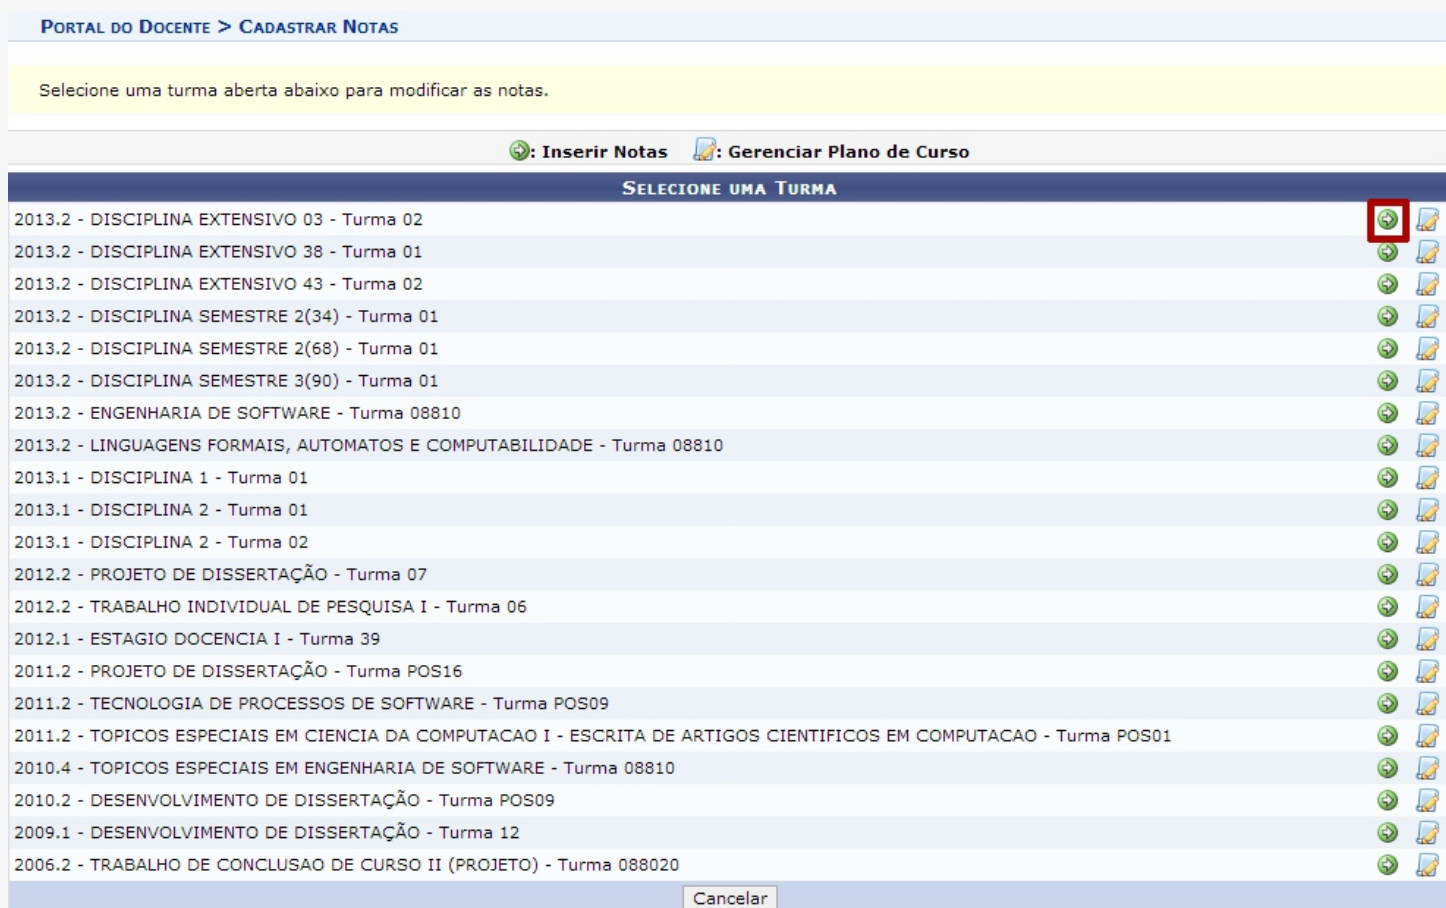 PORTAL DO DOCENTE > CADASTRAR NOTAS
Selecione uma turma aberta abaixo para modificar as notas.
: Inserir Notas : Gerenciar Plano de Curso
SELECIONE UMA TURMA
2013.2 - DISCIPLINA EXTENSIVO 03 - Turma 02
2013.2 - DISCIPLINA EXTENSIVO 38 - Turma 01
2013.2 - DISCIPLINA EXTENSIVO 43 - Turma 02
2013.2 - DISCIPLINA SEMESTRE 2(34) - Turma 01
2013.2 - DISCIPLINA SEMESTRE 2(68) - Turma 01
2013.2 - DISCIPLINA SEMESTRE 3(90) - Turma 01
2013.2 - ENGENHARIA DE SOFTWARE - Turma 08810
2013.2 - LINGUAGENS FORMAIS, AUTOMATOS E COMPUTABILIDADE - Turma 08810
2013.1 - DISCIPLINA 1 - Turma 01
2013.1 - DISCIPLINA 2 - Turma 01
2013.1 - DISCIPLINA 2 - Turma 02
2012.2 - PROJETO DE DISSERTAÇÃO - Turma 07
2012.2 - TRABALHO INDIVIDUAL DE PESQUISA I - Turma 06
2012.1 - ESTAGIO DOCENCIA I - Turma 39
2011.2 - PROJETO DE DISSERTAÇÃO - Turma POS16
2011.2 - TECNOLOGIA DE PROCESSOS DE SOFTWARE - Turma POS09
2011.2 - TOPICOS ESPECIAIS EM CIENCIA DA COMPUTACAO I - ESCRITA DE ARTIGOS CIENTIFICOS EM COMPUTACAO - Turma POS01
2010.4 - TOPICOS ESPECIAIS EM ENGENHARIA DE SOFTWARE - Turma 08810
2010.2 - DESENVOLVIMENTO DE DISSERTAÇÃO - Turma POS09
2009.1 - DESENVOLVIMENTO DE DISSERTAÇÃO - Turma 12
2006.2 - TRABALHO DE CONCLUSAO DE CURSO II (PROJETO) - Turma 088020
Cancelar